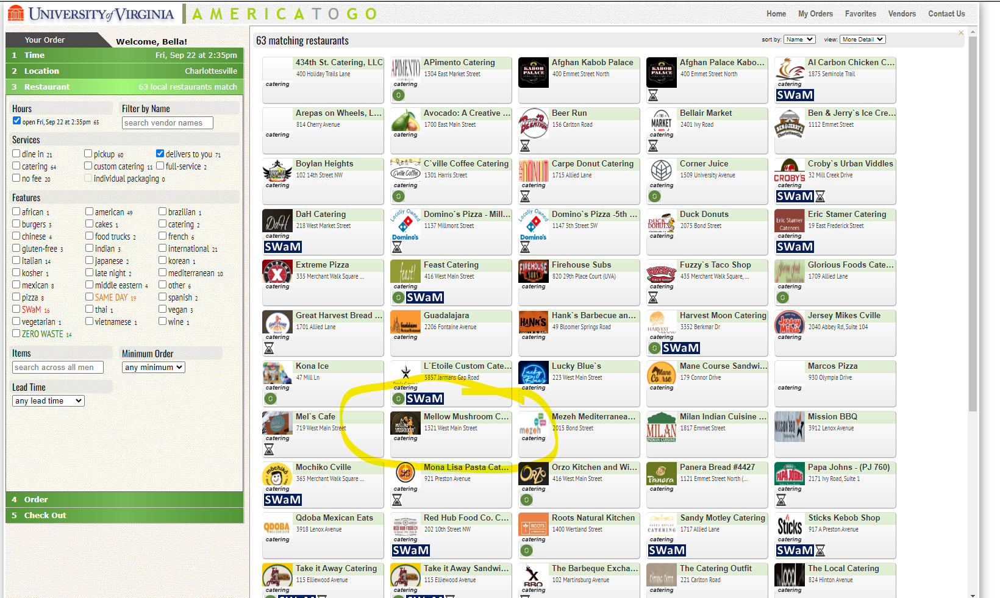 UNIVERSITY of VIRGINIA AMERICATOGO Home My Orders Favorites Vendors Contact Us
Your Order
Welcome, Bella!
1 Time Fri, Sep 22 at 2:35pm
2 Location Charlottesville
3 Restaurant 63 local restaurants match
Hours Filter by Name
open Fri, Sep 22 at 2:35pm 65 search vendor names
Services
dine in 21 pickup 60 delivers to you 71
catering 64 custom catering 11 full-service 2
no fee 20 individual packaging 0
Features
african 1 american 49 brazilian 1
burgers 3 cakes 1 catering 2
chinese 4 food trucks 2 french 6
gluten-free 3 indian 3 international 21
italian 14 japanese 2 korean 1
kosher 1 late night 2 mediterranean 10
mexican 8 middle eastern 4 other 6
pizza 8 SAME DAY 19 spanish 2
SWaM 16 thai 1 vegan 3
vegetarian 1 vietnamese 1 wine 1
ZERO WASTE 14
Items Minimum Order
search across all men any minimum
Lead Time
any lead time
4 Order
5 Check Out
63 matching restaurants sort by: Name view: More Detail
434th St. Catering, LLC APimento Catering Afghan Kabob Palace Afghan Palace Kabo... Al Carbon Chicken C...
400 Holiday Trails Lane 1304 East Market Street 400 Emmet Street North 400 Emmet Street North 1875 Seminole Trail
APIMENTO KABOB PALACE KABOB PALACE
catering catering catering
SWaM
Arepas on Wheels, L... Avocado: A Creative ... Beer Run Bellair Market Ben & Jerry`s Ice Cre...
814 Cherry Avenue 1700 East Main Street 156 Carlton Road 2401 Ivy Road 1112 Emmet Street
THE MARKET BEN & JERRY'S
catering catering catering
Boylan Heights C`ville Coffee Catering Carpe Donut Catering Corner Juice Croby`s Urban Viddles
102 14th Street NW 1301 Harris Street 1715 Allied Lane 1509 University Avenue 32 Mill Creek Drive
C'ville Coffee DONUT CROBY'S
catering catering catering catering catering
SWaM
DaH Catering Domino`s Pizza - Mill... Domino`s Pizza -5th ... Duck Donuts Eric Stamer Catering
218 West Market Street 1137 Millmont Street 1147 5th Street SW 2075 Bond Street 19 East Frederick Street
DaH Locally Owned Domino's Locally Owned Domino's DUCK DONUTS Eric Stamer Caterers
catering catering catering
SWaM SWaM
Extreme Pizza Feast Catering Firehouse Subs Fuzzy`s Taco Shop Glorious Foods Cate...
335 Merchant Walk Square ... 416 West Main Street 820 29th Place Court (UVA) 435 Merchant Walk Square, ... 1709 Allied Lane
EXTREME X feast! FIREHOUSE SUBS FUZZY'S TACO SHOP
catering catering catering catering catering
SWaM
Great Harvest Bread ... Guadalajara Hank`s Barbecue an... Harvest Moon Catering Jersey Mikes Cville
1701 Allied Lane 2206 Fontaine Avenue 49 Bloomer Springs Road 3352 Berkmar Dr 2040 Abbey Rd, Suite 104
Guadalajara HANK'S HARVEST MOON Jersey Mike's
catering catering catering catering catering
SWaM
Kona Ice L`Etoile Custom Cate... Lucky Blue`s Mane Course Sandwi... Marcos Pizza
47 Mill Ln 5857 Jarmans Gap Road 223 West Main Street 179 Connor Drive 930 Olympia Drive
Lucky Blue's Mane Course
catering catering catering catering catering
SWaM
Mel`s Cafe Mellow Mushroom C... Mezeh Mediterranea... Milan Indian Cuisine ... Mission BBQ
719 West Main Street 1321 West Main Street 2015 Bond Street 1817 Emmet Street 3912 Lenox Avenue
mellow MUSHROOM mezeh MILAN INDIAN CUISINE MISSION BBQ
catering catering catering
Mochiko Cville Mona Lisa Pasta Cat... Orzo Kitchen and Wi... Panera Bread #4427 Papa Johns - (PJ 760)
365 Merchant Walk Square ... 921 Preston Avenue 416 West Main Street 1121 Emmet Street North (... 2171 Ivy Road, Suite 1
mochiko ORZO Panera PAPA JOHNS
catering catering catering catering catering
SWaM
Qdoba Mexican Eats Red Hub Food Co. C... Roots Natural Kitchen Sandy Motley Catering Sticks Kebob Shop
3918 Lenox Avenue 202 10th Street NW 1400 Wertland Street 1717 Allied Lane 917 A Preston Avenue
QDOBA RED HUB FOOD CO ROOTS SANDY MOTLEY CATERING Sticks
catering catering catering catering catering
SWaM SWaM SWaM
Take it Away Catering Take it Away Sandwi... The Barbeque Excha... The Catering Outfit The Local Catering
115 Elliewood Avenue 115 Elliewood Avenue 102 Martinsburg Avenue 221 Carlton Road 824 Hinton Avenue
X BBQ local
catering catering catering catering catering
SWaM SWaM